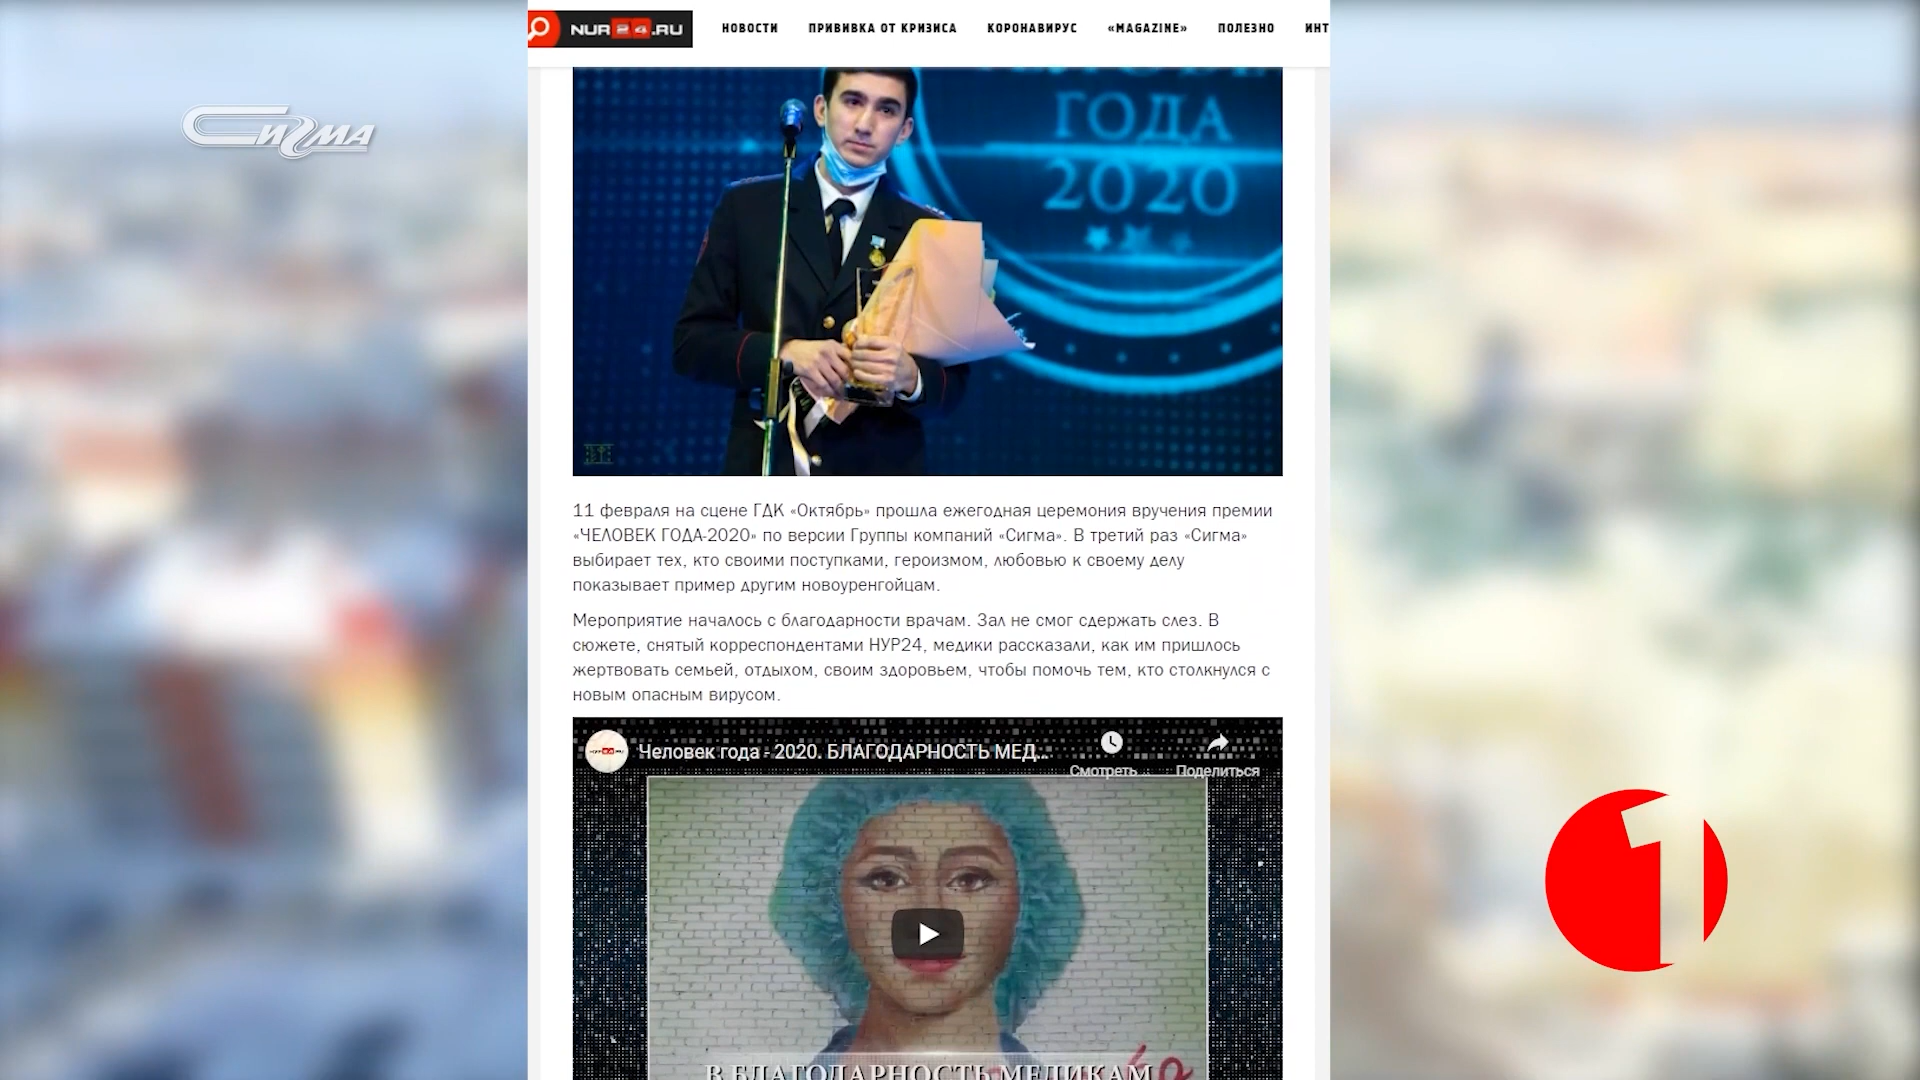 NUR24.RU
НОВОСТИ ПРИВИВКА ОТ КРИЗИСА КОРОНАВИРУС «MAGAZINE» ПОЛЕЗНО ИНТ
СИГМА
ГОДА
2020
11 февраля на сцене ГДК «Октябрь» прошла ежегодная церемония вручения премии
«ЧЕЛОВЕК ГОДА-2020» по версии Группы компаний «Сигма». В третий раз «Сигма»
выбирает тех, кто своими поступками, героизмом, любовью к своему делу
показывает пример другим новоуренгойцам.
Мероприятие началось с благодарности врачам. Зал не смог сдержать слез. В
сюжете, снятый корреспондентами НУР24, медики рассказали, как им пришлось
жертвовать семьей, отдыхом, своим здоровьем, чтобы помочь тем, кто столкнулся с
новым опасным вирусом.
Человек года - 2020. БЛАГОДАРНОСТЬ МЕД...
Смотреть ...
Поделиться
В БЛАГОДАРНОСТЬ МЕДИКАМ
1